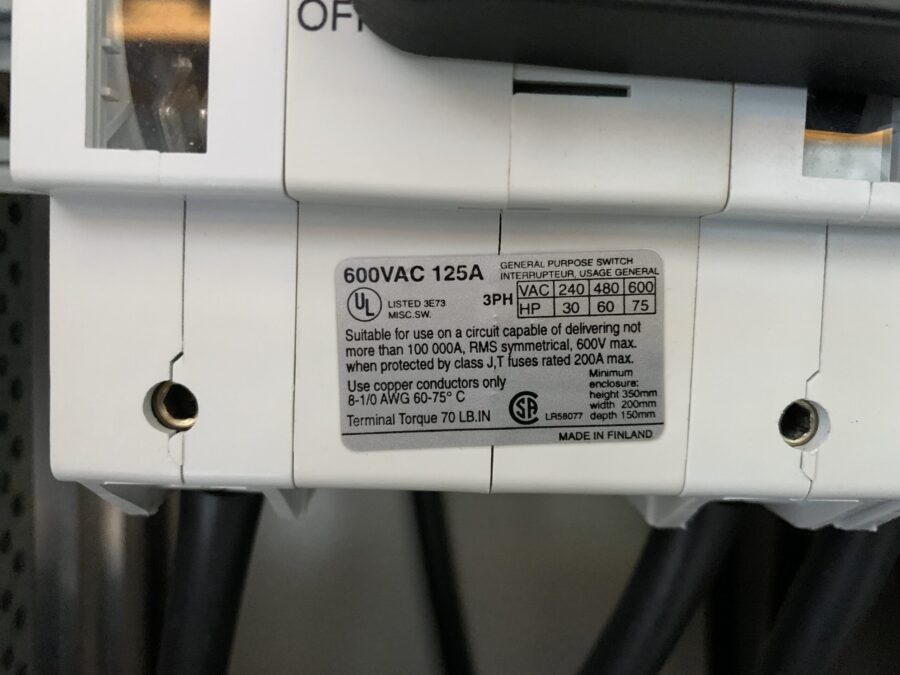 OFF
600VAC 125A
GENERAL PURPOSE SWITCH
INTERRUPTEUR, USAGE GENERAL
UL
LISTED 3E73
MISC.SW.
3PH
VAC 240 480 600
HP 30 60 75
Suitable for use on a circuit capable of delivering not
more than 100 000A, RMS symmetrical, 600V max.
when protected by class J,T fuses rated 200A max.
Use copper conductors only
8-1/0 AWG 60-75° C
Terminal Torque 70 LB.IN
SA
LR58077
Minimum
enclosure:
height 350mm
width 200mm
depth 150mm
MADE IN FINLAND